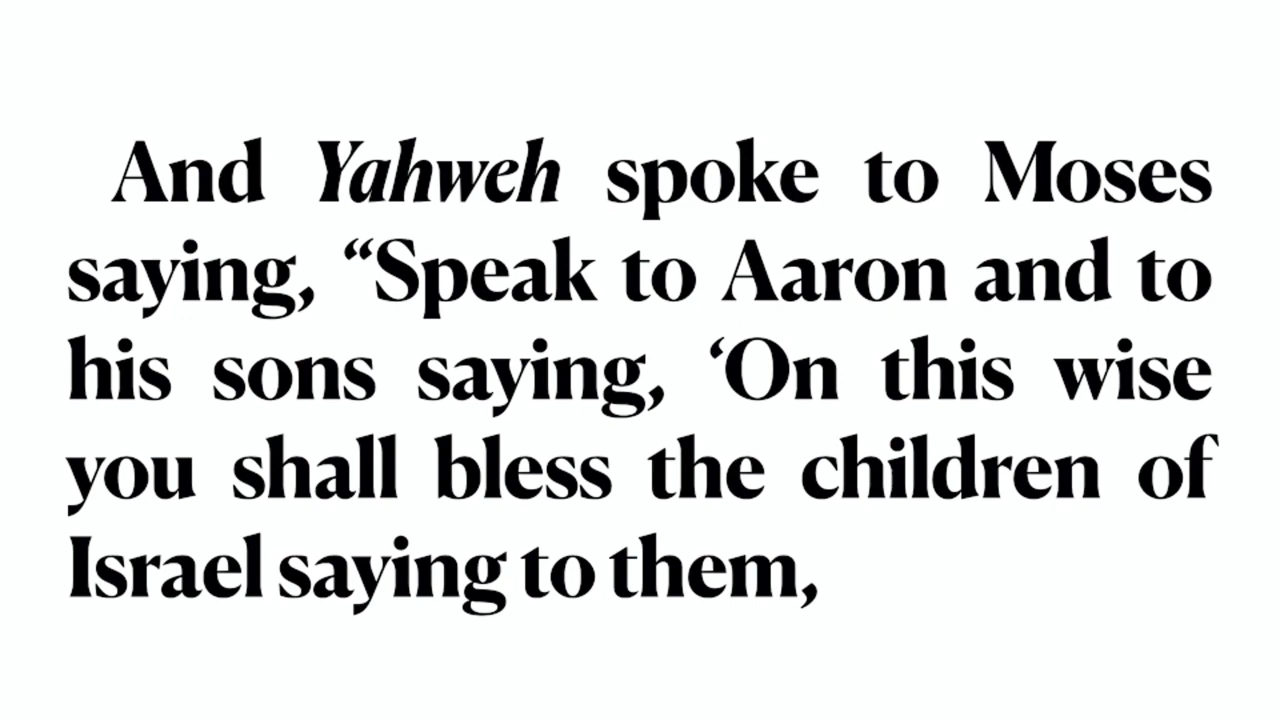 And Yahweh spoke to Moses
saying, “Speak to Aaron and to
his sons saying, ‘On this wise
you shall bless the children of
Israel saying to them,